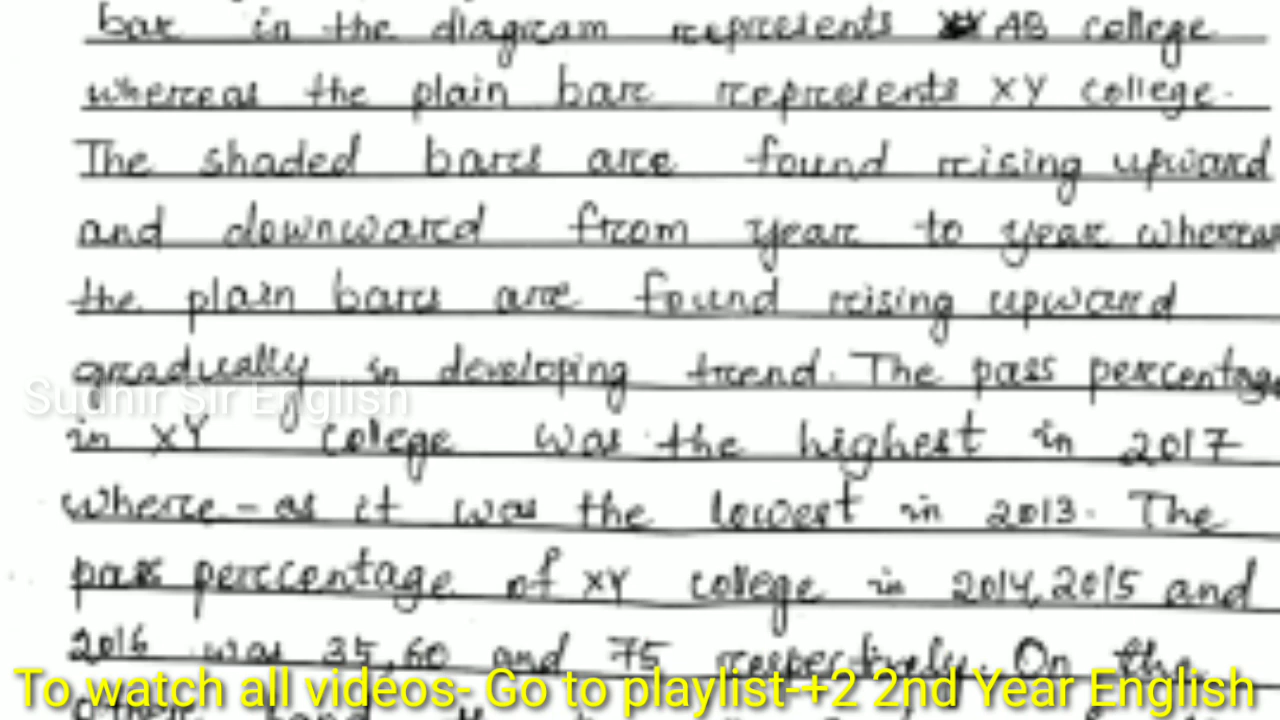 bar in the diagram represents AB college
whereas the plain bar represents XY college.
The shaded bars are found rising upward
and downward from year to year whereas
the plain bars are found rising upward
gradually in developing trend. The pass percentage
Sudhir Sir English
in XY college was the highest in 2017
where-as it was the lowest in 2013. The
pass percentage of XY college in 2014, 2015 and
2016 was 35, 60 and 75 respectively. On the
To watch all videos- Go to playlist-+2 2nd Year English
other hand